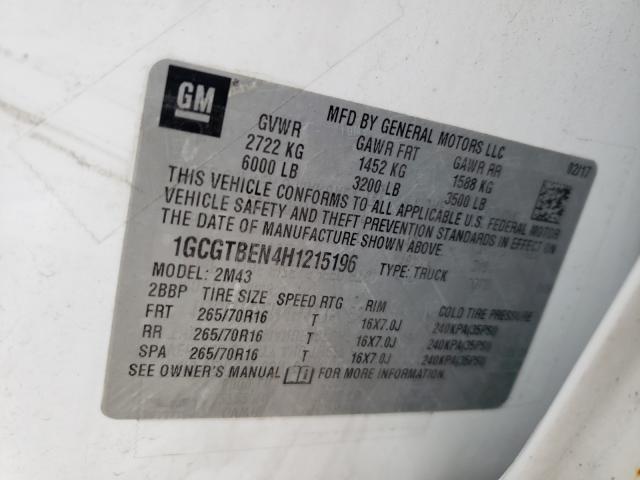 GM
MFD BY GENERAL MOTORS LLC
GVWR GAWR FRT GAWR RR 02/17
2722 KG 1452 KG 1588 KG
6000 LB 3200 LB 3500 LB
THIS VEHICLE CONFORMS TO ALL APPLICABLE U.S. FEDERAL MOTOR
VEHICLE SAFETY AND THEFT PREVENTION STANDARDS IN EFFECT ON
THE DATE OF MANUFACTURE SHOWN ABOVE.
1GCGTBEN4H1215196 TYPE: TRUCK
MODEL: 2M43
2BBP TIRE SIZE SPEED RTG RIM COLD TIRE PRESSURE
FRT 265/70R16 T 16X7.0J 240KPA(35PSI)
RR 265/70R16 T 16X7.0J 240KPA(35PSI)
SPA 265/70R16 T 16X7.0J 240KPA(35PSI)
SEE OWNER'S MANUAL FOR MORE INFORMATION.